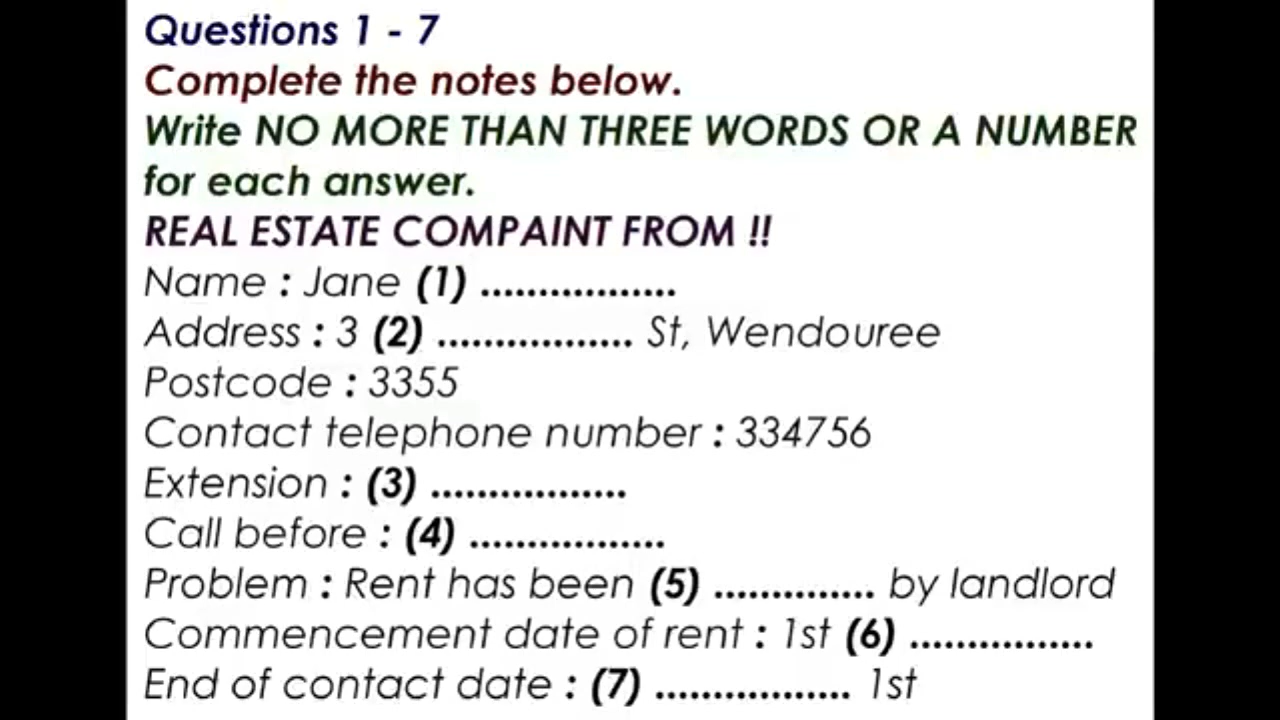 Questions 1 - 7
Complete the notes below.
Write NO MORE THAN THREE WORDS OR A NUMBER
for each answer.
REAL ESTATE COMPAINT FROM !!
Name : Jane (1) .................
Address : 3 (2) ................. St, Wendouree
Postcode : 3355
Contact telephone number : 334756
Extension : (3) .................
Call before : (4) .................
Problem : Rent has been (5) .............. by landlord
Commencement date of rent : 1st (6) ................
End of contact date : (7) ................. 1st